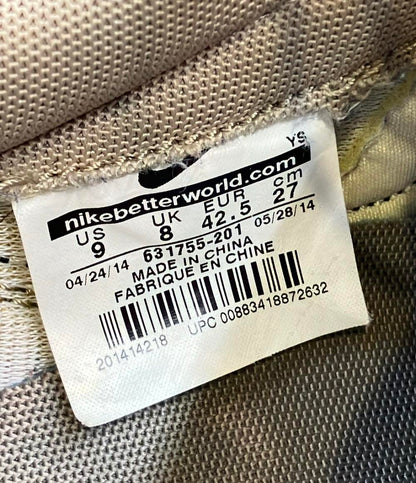 YS
nikebetterworld.com
US UK EUR cm
9 8 42.5 27
04/24/14 631755-201 05/28/14
MADE IN CHINA
FABRIQUE EN CHINE
201414218 UPC 00883418872632